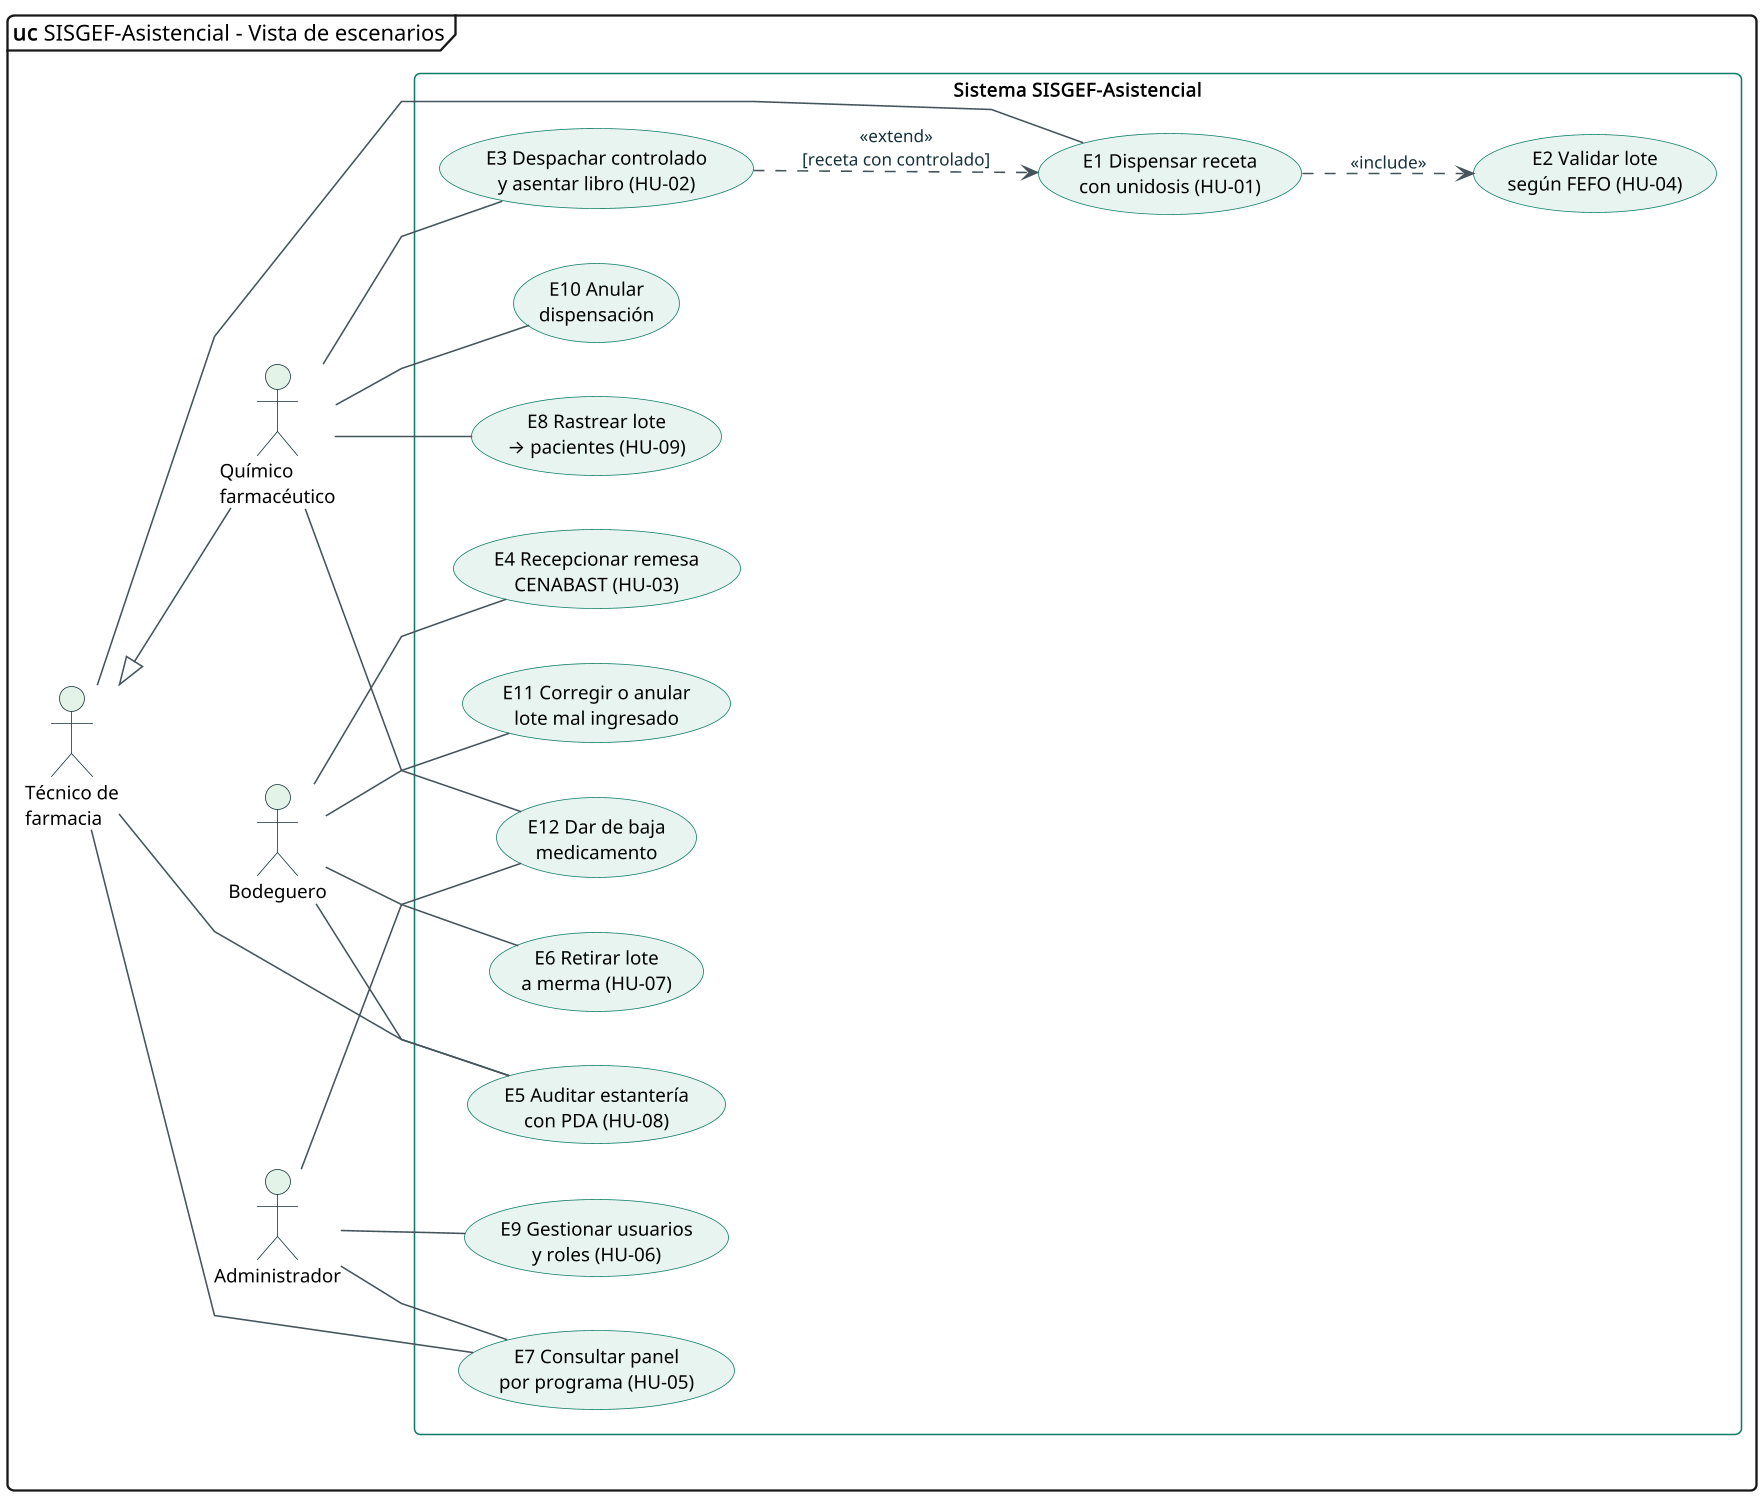 uc SISGEF-Asistencial - Vista de escenarios
Sistema SISGEF-Asistencial
E3 Despachar controlado
y asentar libro (HU-02)
«extend»
[receta con controlado]
E1 Dispensar receta
con unidosis (HU-01)
«include»
E2 Validar lote
según FEFO (HU-04)
E10 Anular
dispensación
E8 Rastrear lote
→ pacientes (HU-09)
Químico
farmacéutico
E4 Recepcionar remesa
CENABAST (HU-03)
E11 Corregir o anular
lote mal ingresado
Técnico de
farmacia
E12 Dar de baja
medicamento
Bodeguero
E6 Retirar lote
a merma (HU-07)
E5 Auditar estantería
con PDA (HU-08)
E9 Gestionar usuarios
y roles (HU-06)
Administrador
E7 Consultar panel
por programa (HU-05)